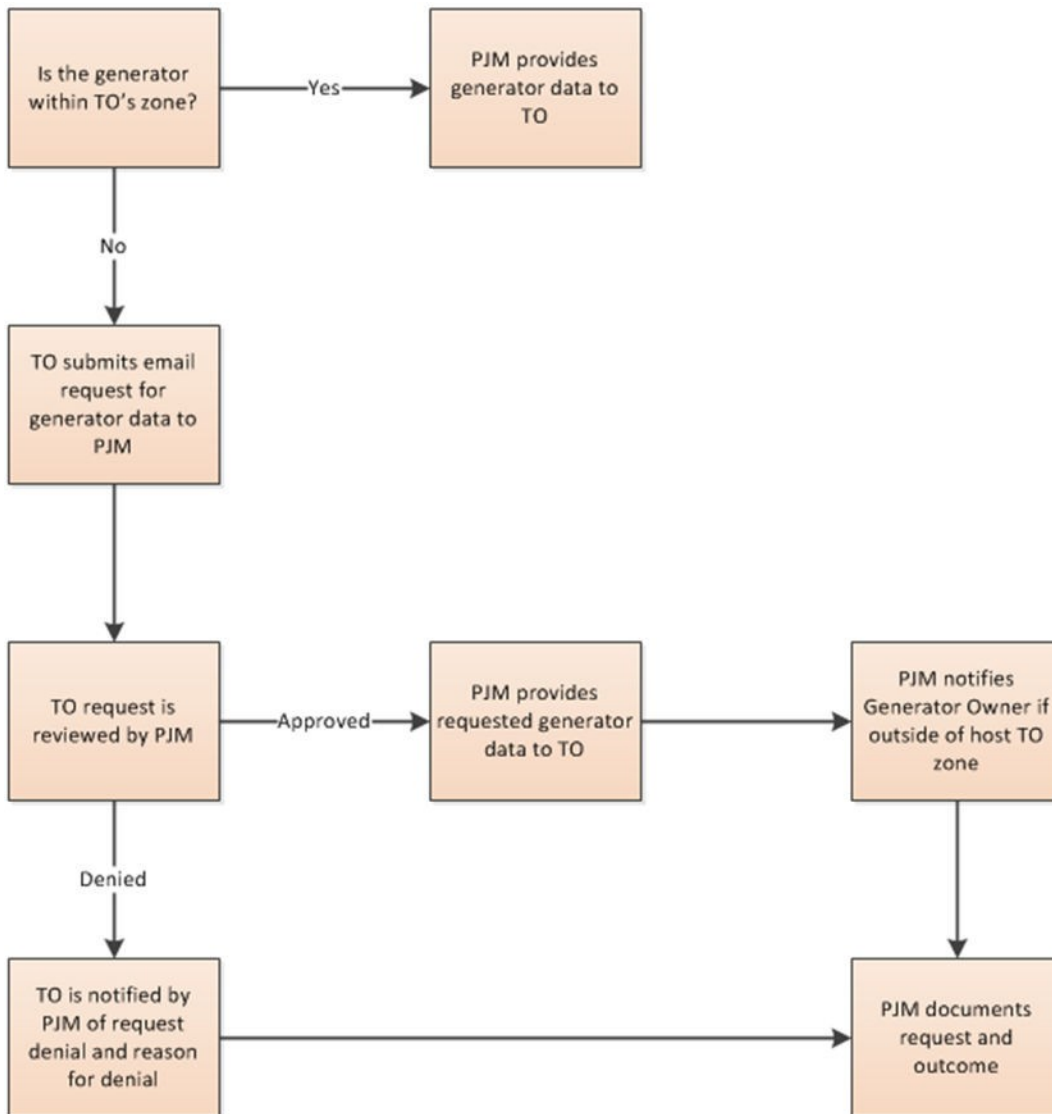 Is the generator
within TO's zone?
Yes
PJM provides
generator data to
TO
No
TO submits email
request for
generator data to
PJM
TO request is
reviewed by PJM
Approved
PJM provides
requested generator
data to TO
PJM notifies
Generator Owner if
outside of host TO
zone
Denied
TO is notified by
PJM of request
denial and reason
for denial
PJM documents
request and
outcome